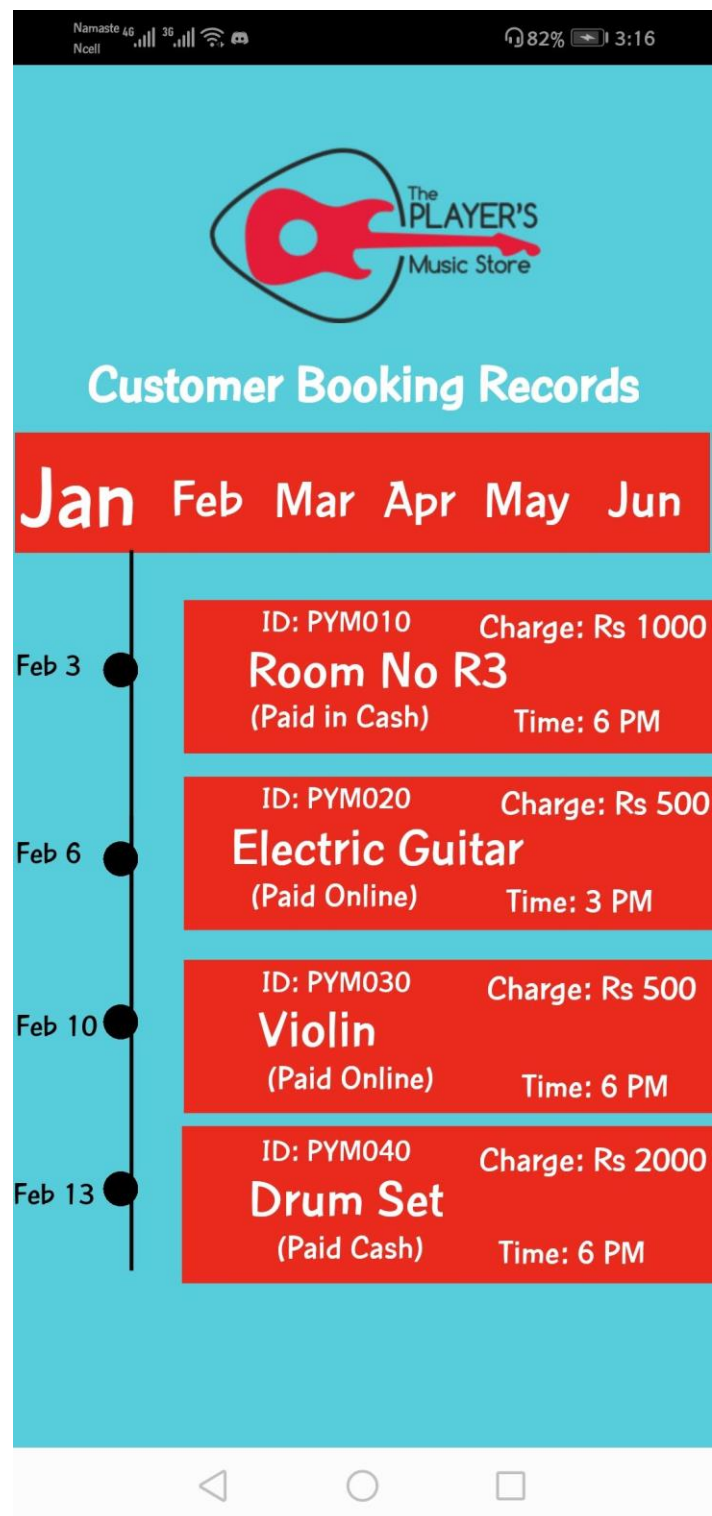 Namaste 4G 3G 82% 3:16
Ncell
The
PLAYER'S
Music Store
Customer Booking Records
Jan Feb Mar Apr May Jun
Feb 3
ID: PYM010 Charge: Rs 1000
Room No R3
(Paid in Cash) Time: 6 PM
Feb 6
ID: PYM020 Charge: Rs 500
Electric Guitar
(Paid Online) Time: 3 PM
Feb 10
ID: PYM030 Charge: Rs 500
Violin
(Paid Online) Time: 6 PM
Feb 13
ID: PYM040 Charge: Rs 2000
Drum Set
(Paid Cash) Time: 6 PM